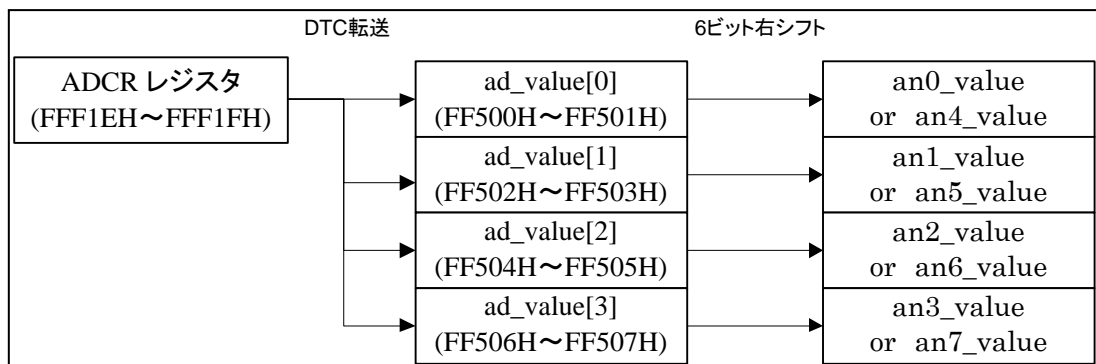 DTC転送
6ビット右シフト
ADCR レジスタ
(FFF1EH～FFF1FH)
ad_value[0]
(FF500H～FF501H)
an0_value
or an4_value
ad_value[1]
(FF502H～FF503H)
an1_value
or an5_value
ad_value[2]
(FF504H～FF505H)
an2_value
or an6_value
ad_value[3]
(FF506H～FF507H)
an3_value
or an7_value